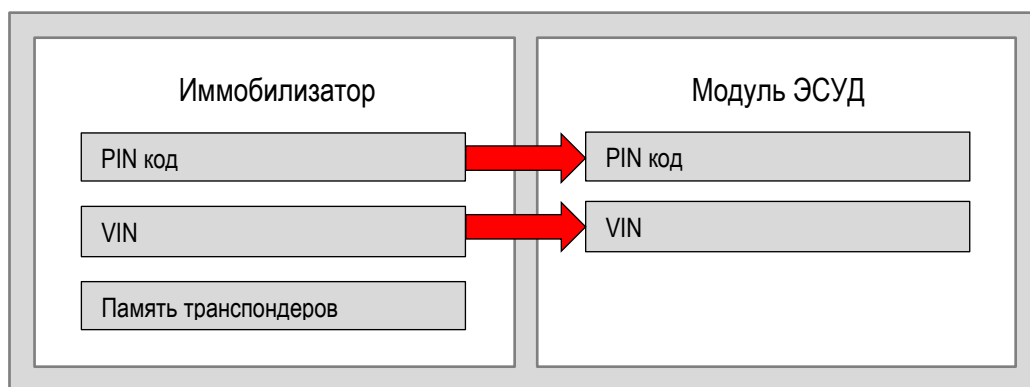 Иммобилизатор
PIN код
VIN
Память транспондеров
Модуль ЭСУД
PIN код
VIN